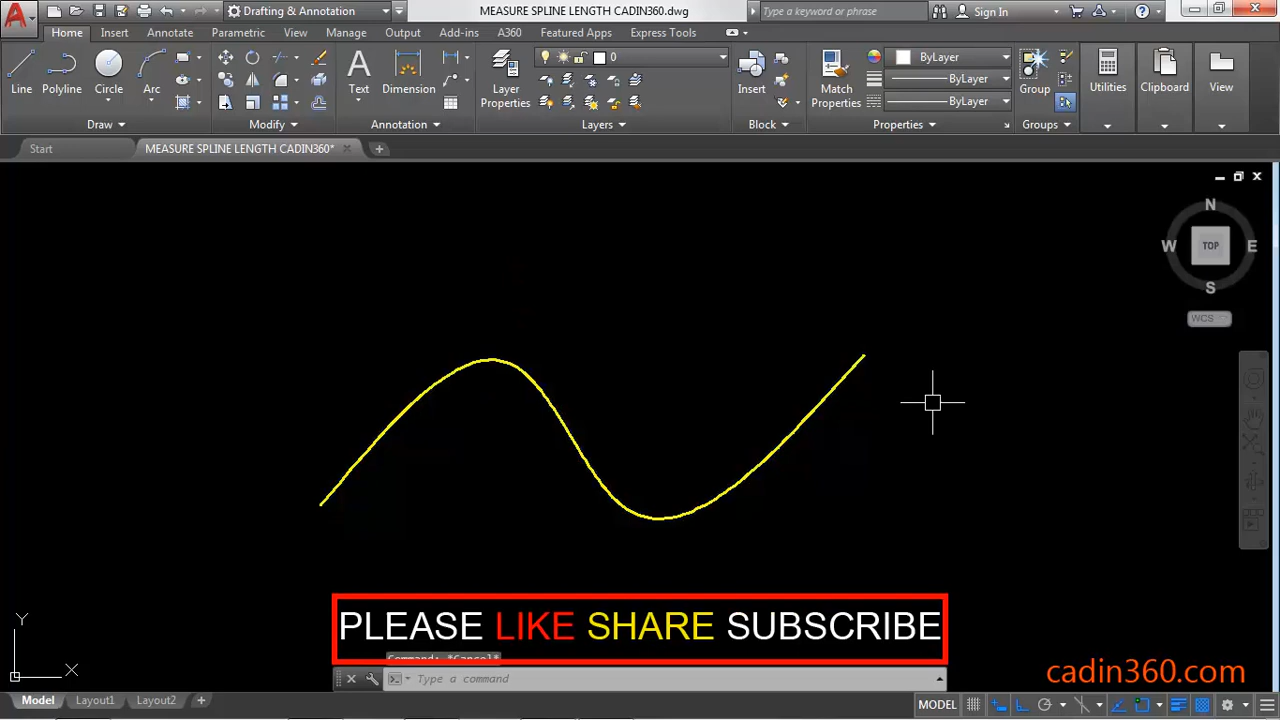 Drafting & Annotation
MEASURE SPLINE LENGTH CADIN360.dwg
Type a keyword or phrase
Sign In
Home
Insert
Annotate
Parametric
View
Manage
Output
Add-ins
A360
Featured Apps
Express Tools
Line
Polyline
Circle
Arc
Text
Dimension
Layer
Properties
0
Insert
Match
Properties
ByLayer
ByLayer
ByLayer
Group
Utilities
Clipboard
View
Draw
Modify
Annotation
Layers
Block
Properties
Groups
Start
MEASURE SPLINE LENGTH CADIN360*
N
W
TOP
E
S
WCS
PLEASE LIKE SHARE SUBSCRIBE
Command: *Cancel*
Type a command
cadin360.com
Y
X
Model
Layout1
Layout2
MODEL